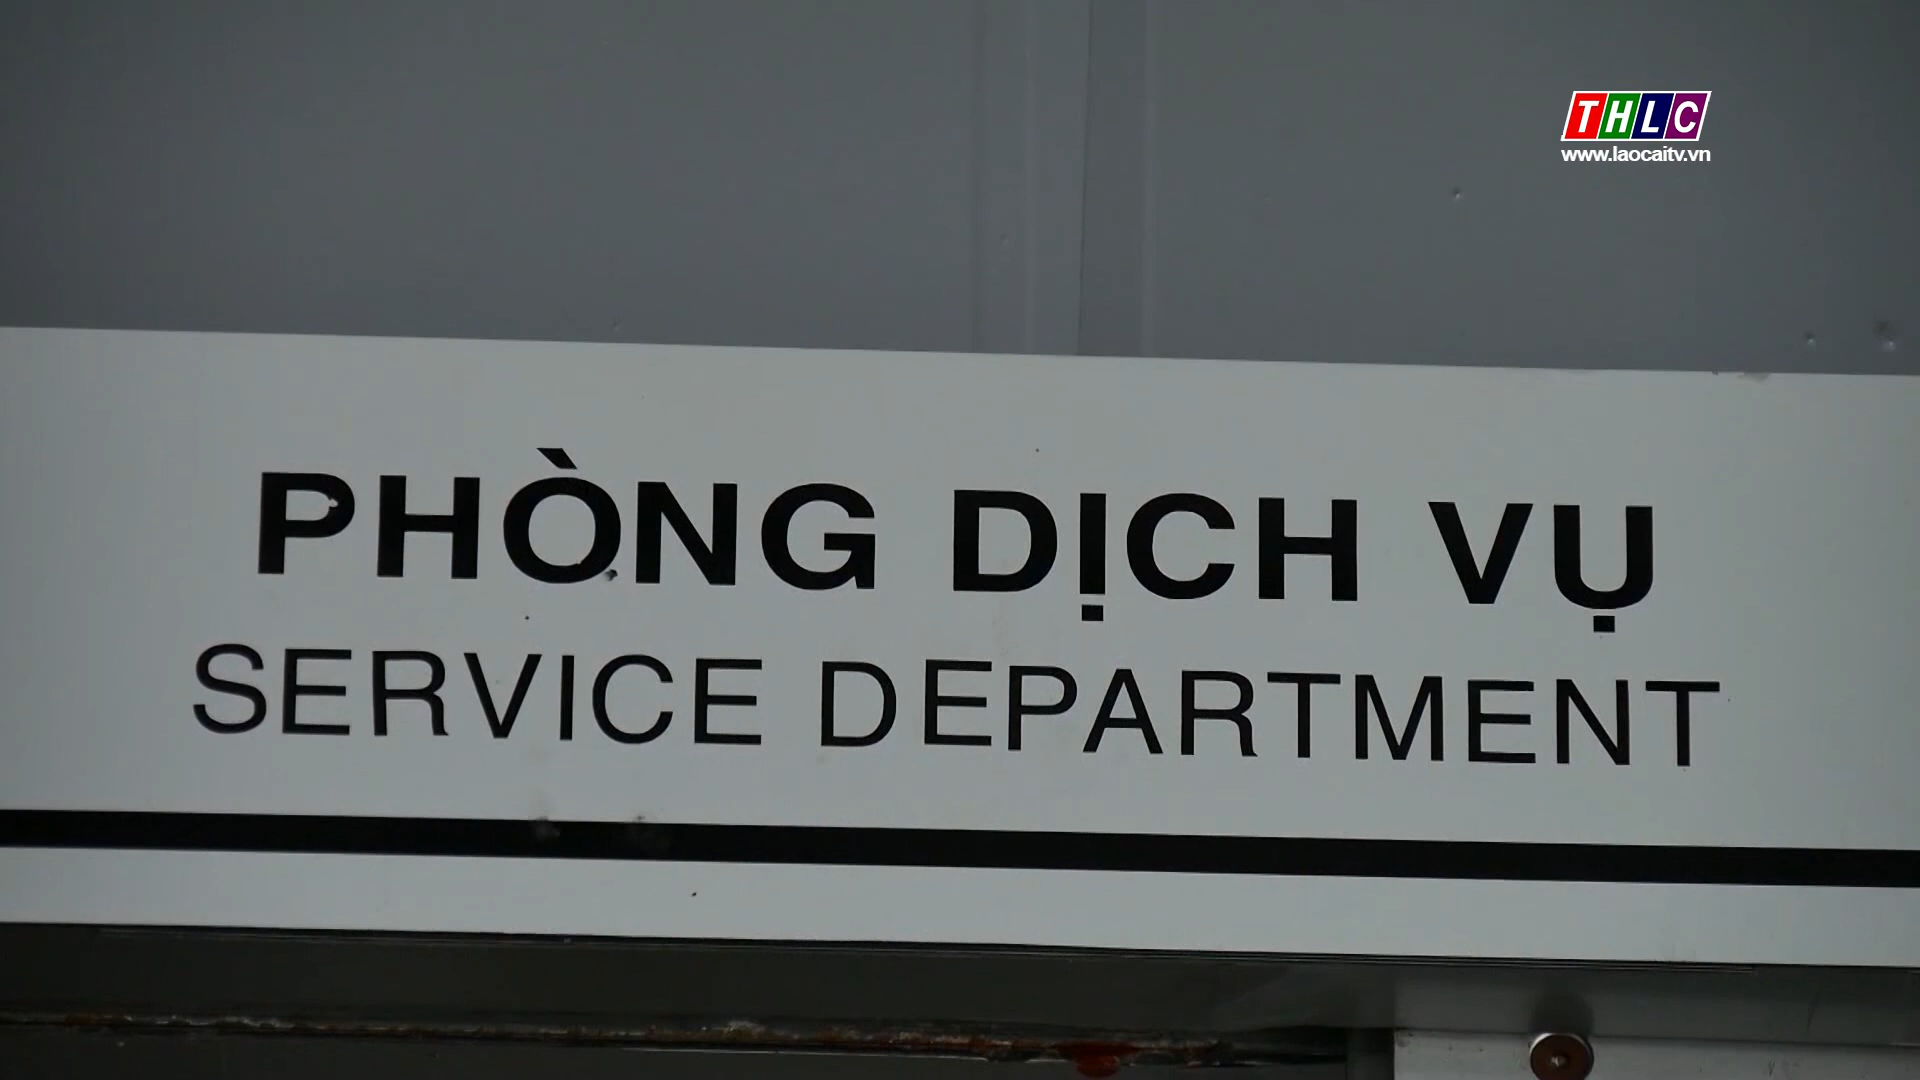 THLC
www.laocaitv.vn
PHÒNG DỊCH VỤ
SERVICE DEPARTMENT